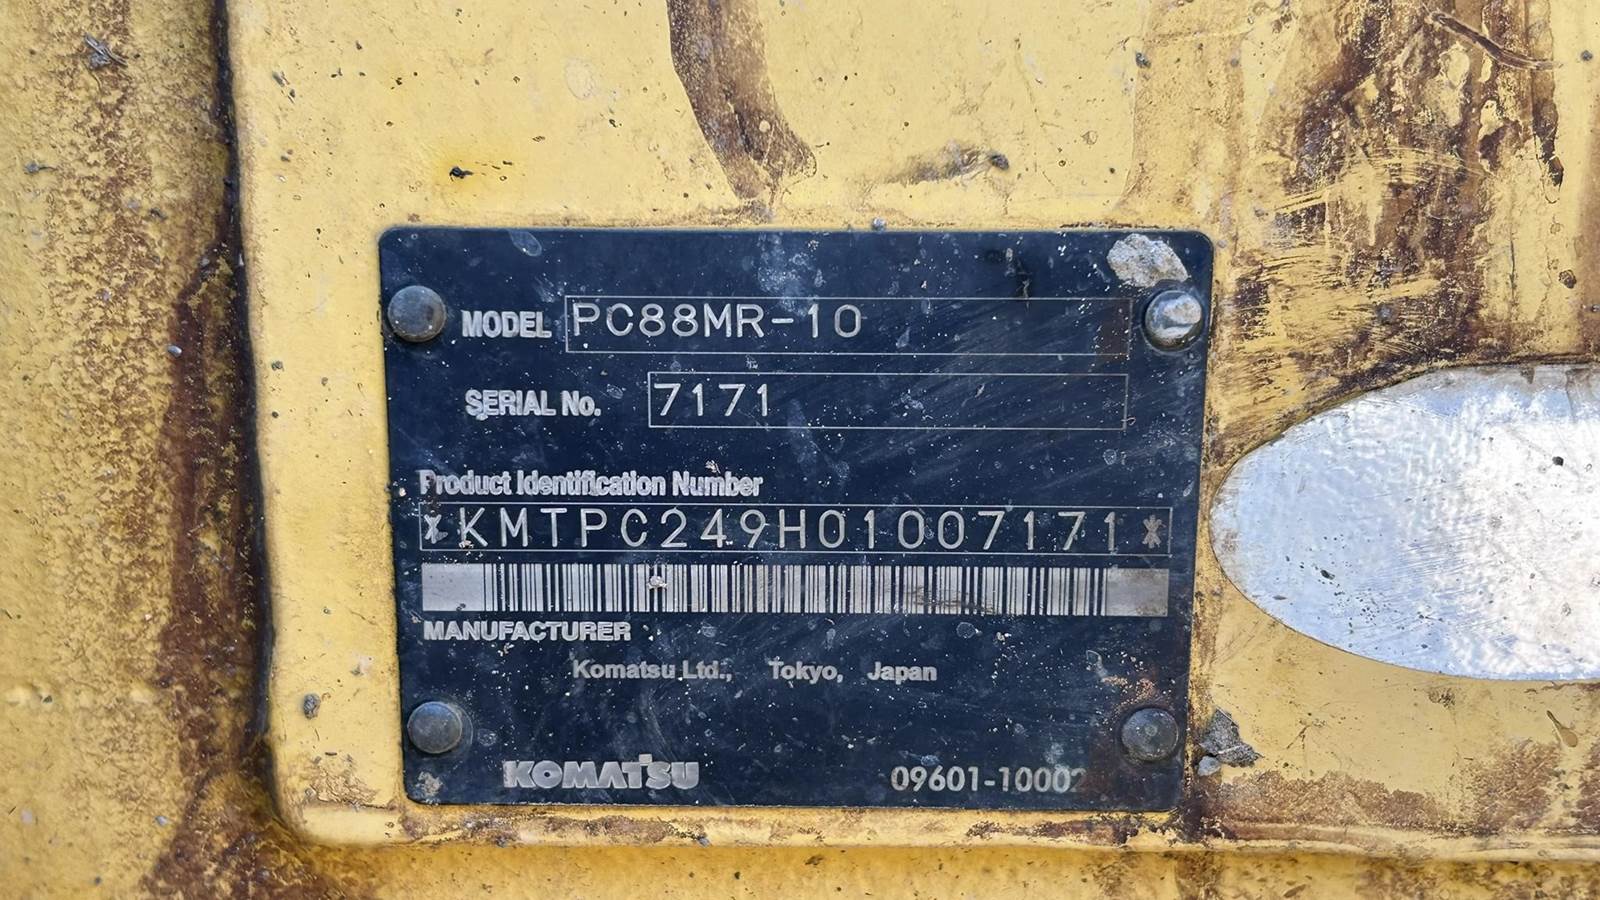 MODEL PC88MR-10
SERIAL No. 7171
Product Identification Number
*KMTPC249H01007171*
MANUFACTURER
Komatsu Ltd., Tokyo, Japan
KOMATSU 09601-10002